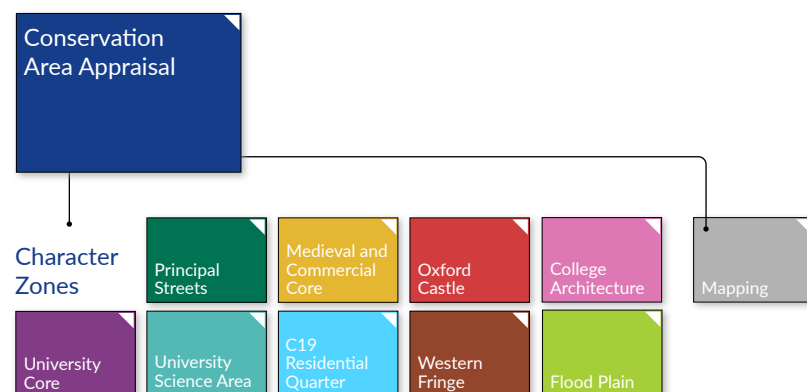 Conservation
Area Appraisal
Character
Zones
Principal
Streets
Medieval and
Commercial
Core
Oxford
Castle
College
Architecture
Mapping
University
Core
University
Science Area
C19
Residential
Quarter
Western
Fringe
Flood Plain